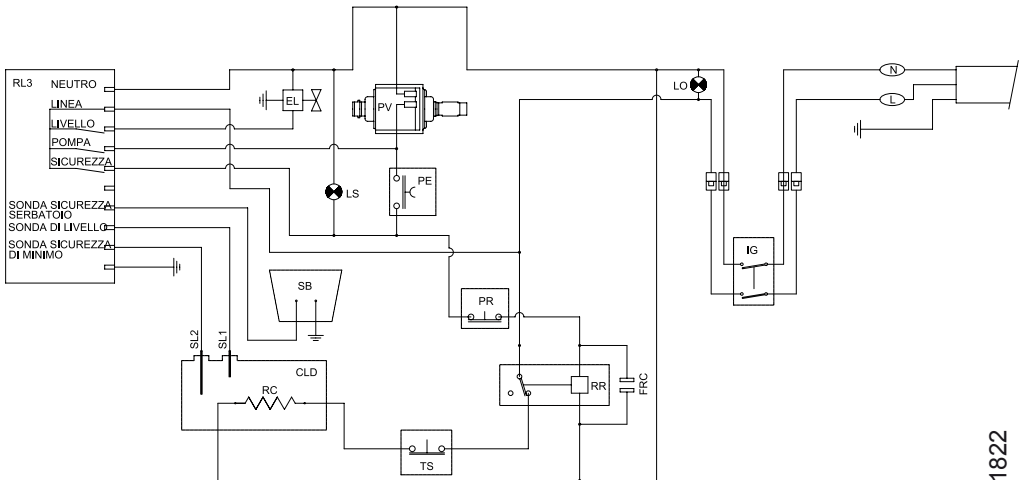 RL3
NEUTRO
LINEA
LIVELLO
POMPA
SICUREZZA
SONDA SICUREZZA
SERBATOIO
SONDA DI LIVELLO
SONDA SICUREZZA
DI MINIMO
EL
PV
LS
PE
LO
N
L
IG
SB
PR
SL2
SL1
CLD
RC
RR
FRC
TS
1822